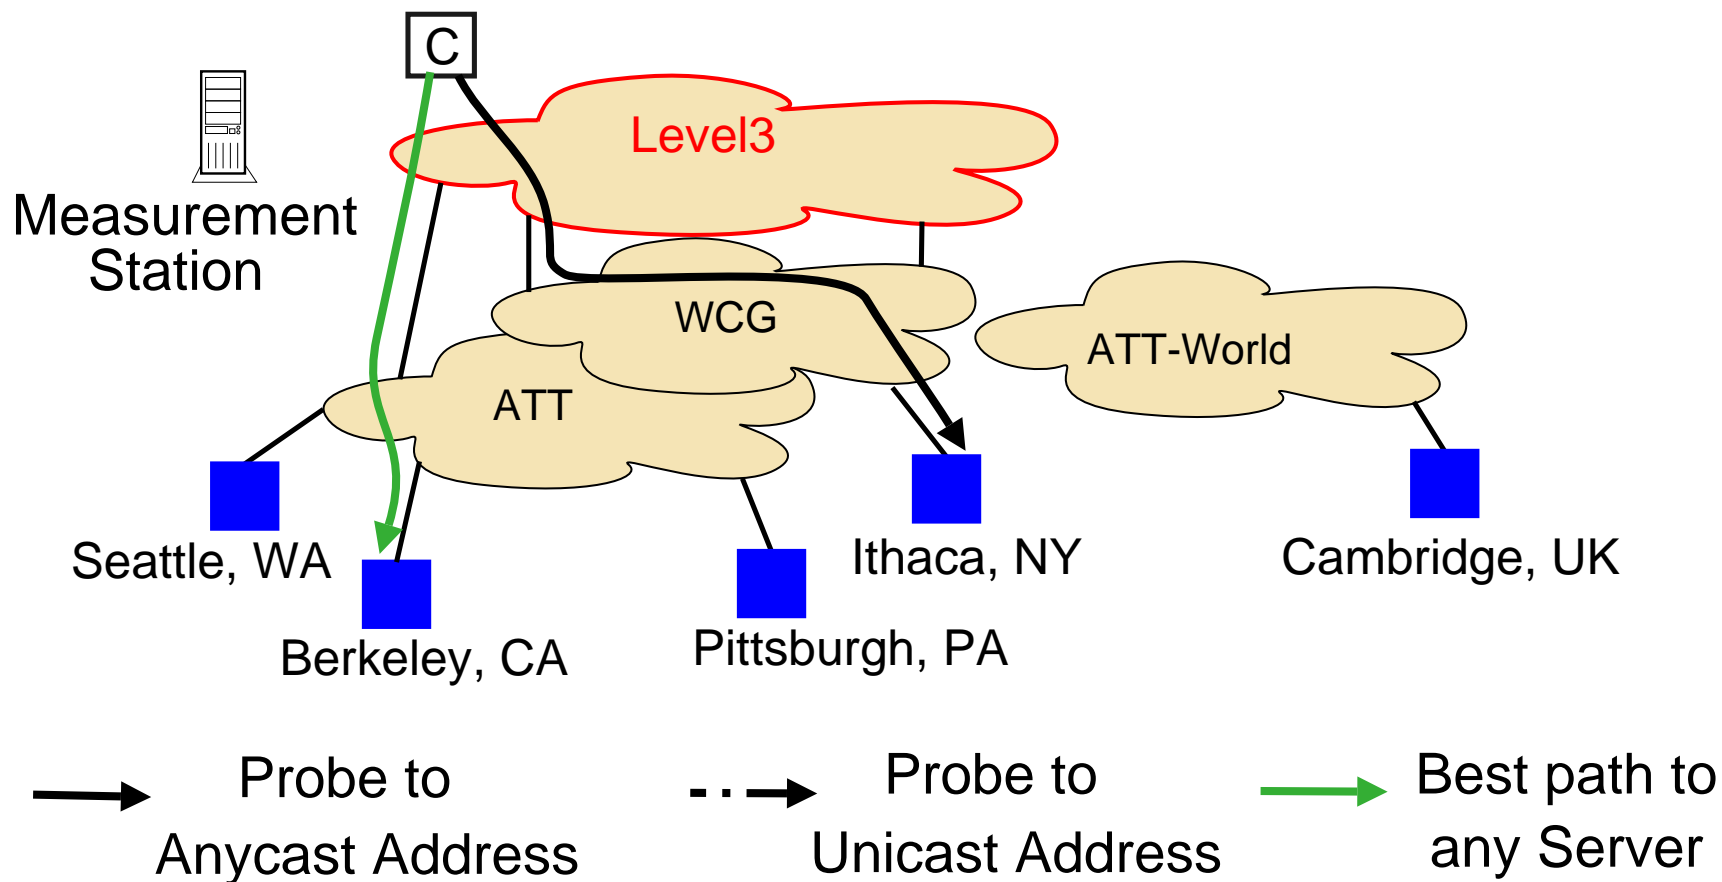 C
Level3
Measurement
Station
WCG
ATT-World
ATT
Seattle, WA
Ithaca, NY
Cambridge, UK
Berkeley, CA
Pittsburgh, PA
Probe to
Anycast Address
Probe to
Unicast Address
Best path to
any Server